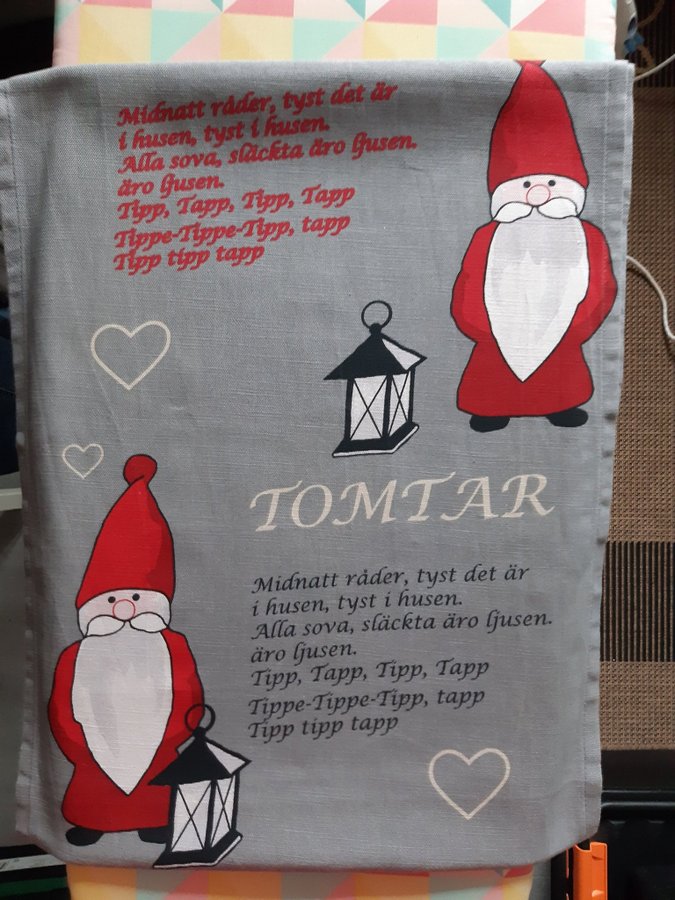 Midnatt råder, tyst det är
i husen, tyst i husen.
Alla sova, släckta äro ljusen.
äro ljusen.
Tipp, Tapp, Tipp, Tapp
Tippe-Tippe-Tipp, tapp
Tipp tipp tapp
TOMTAR
Midnatt råder, tyst det är
i husen, tyst i husen.
Alla sova, släckta äro ljusen.
äro ljusen.
Tipp, Tapp, Tipp, Tapp
Tippe-Tippe-Tipp, tapp
Tipp tipp tapp